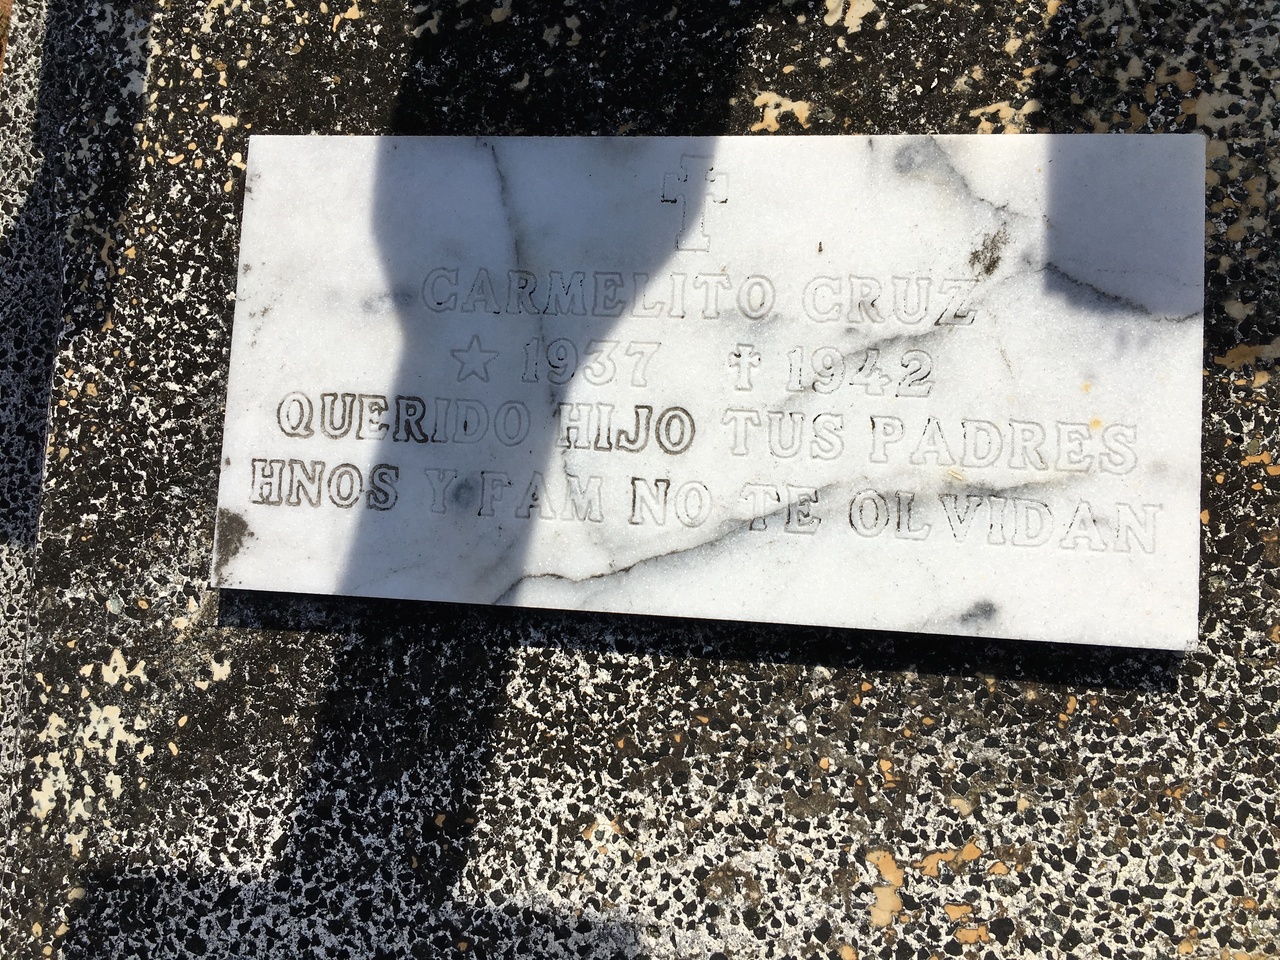 CARMELITO CRUZ
☆ 1937 ✝ 1942
QUERIDO HIJO TUS PADRES
HNOS Y FAM NO TE OLVIDAN